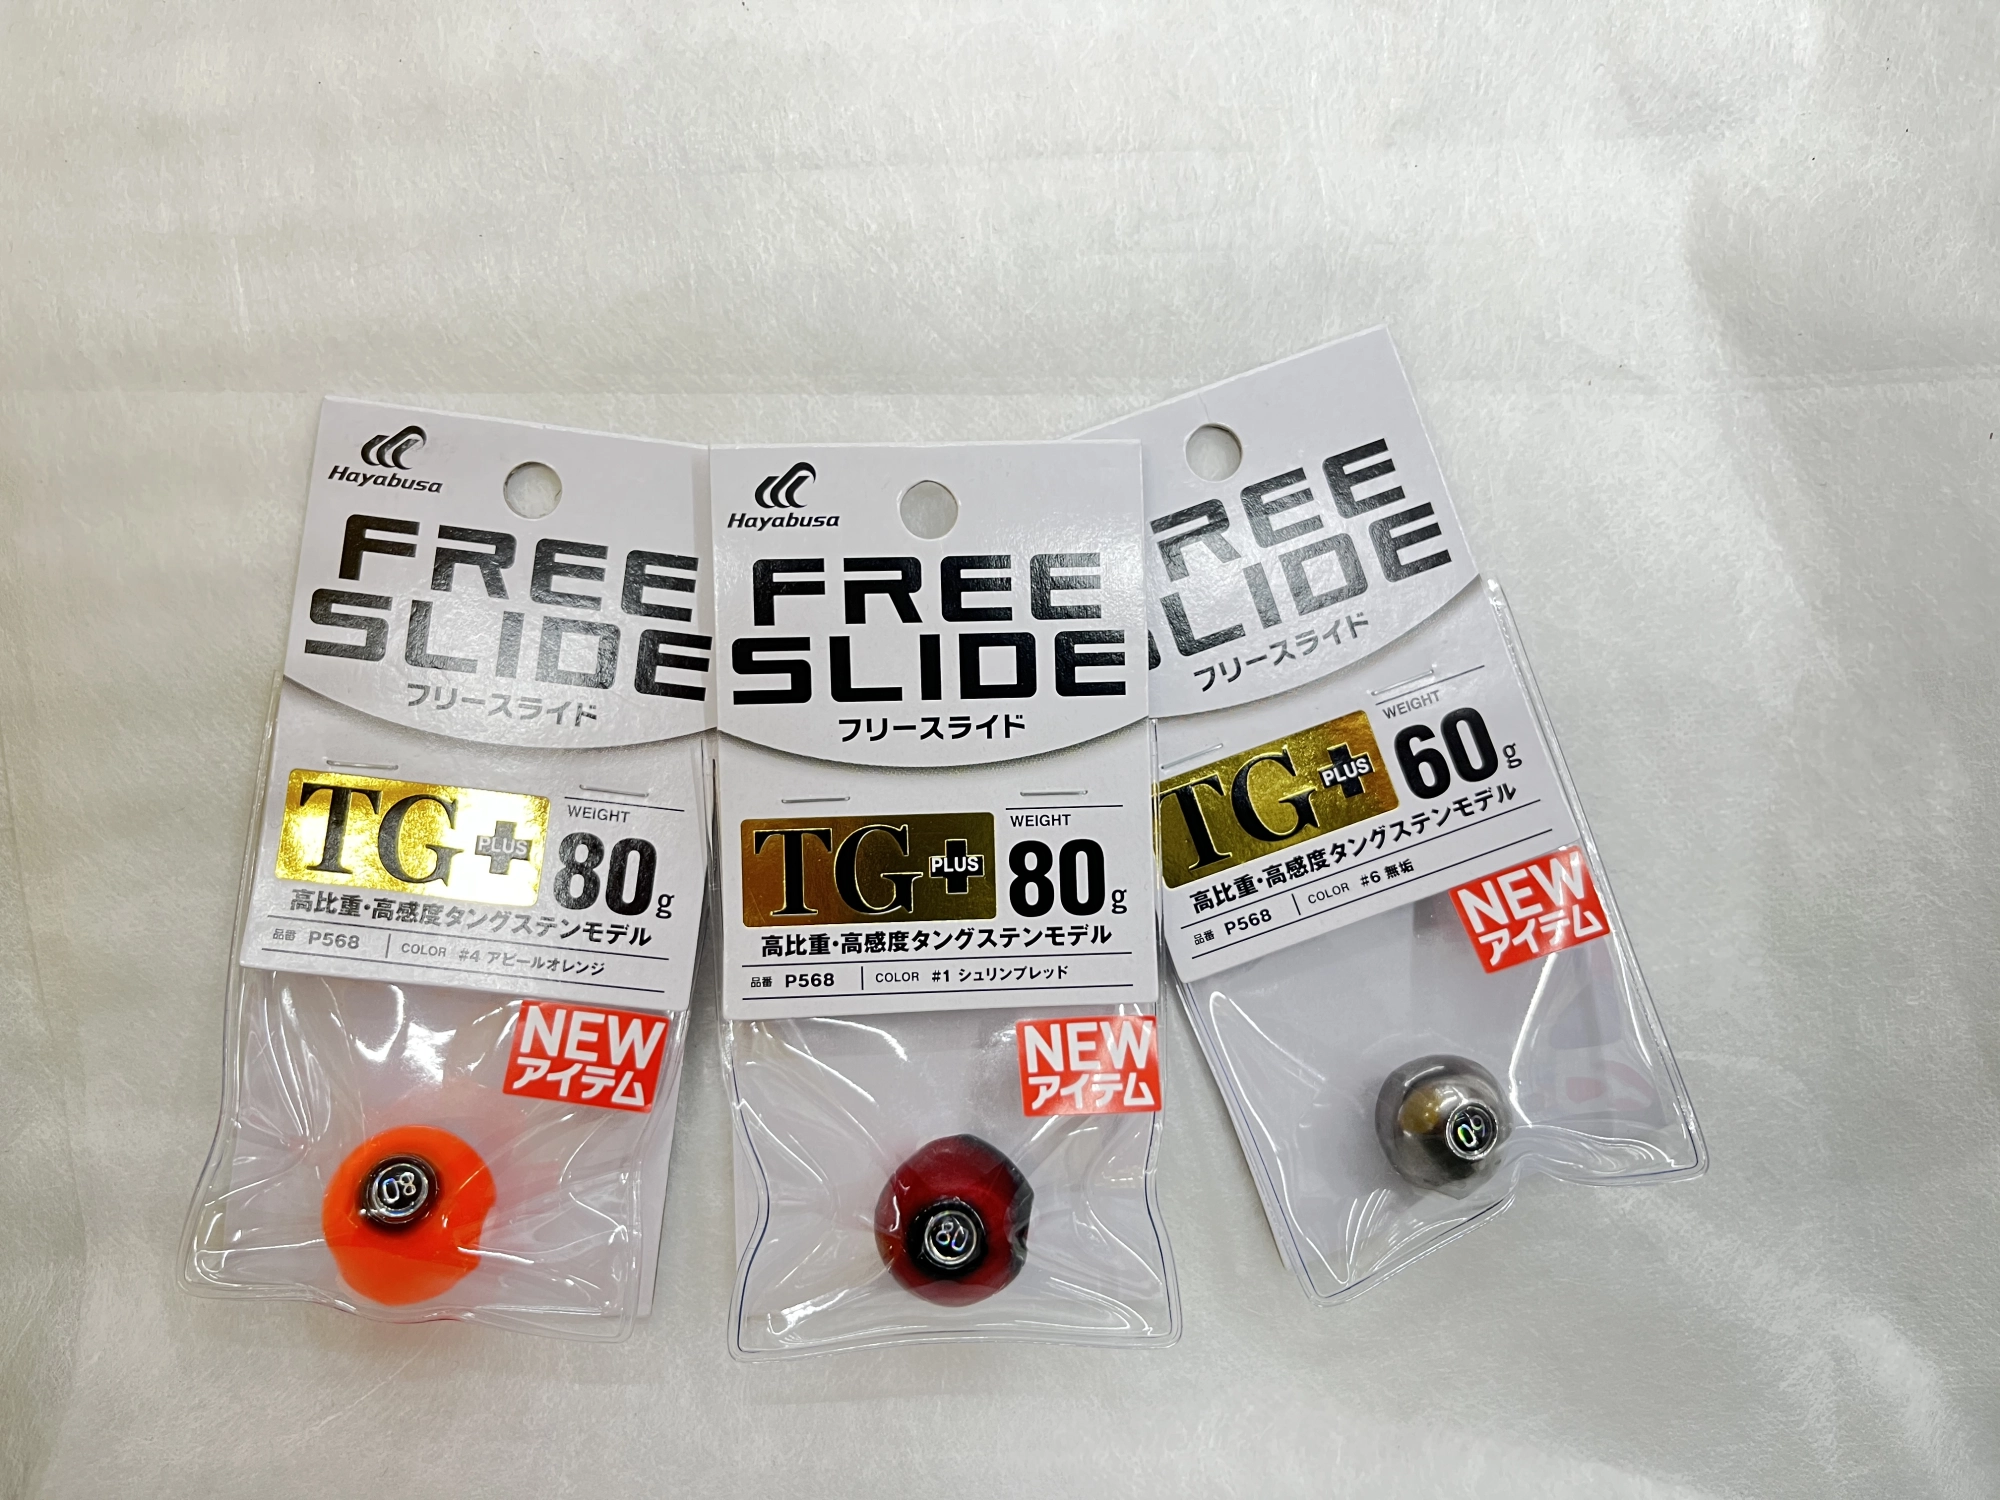 Hayabusa
FREE
SLIDE
フリースライド
TG PLUS
WEIGHT
80g
高比重・高感度タングステンモデル
品番 P568 COLOR #4 アピールオレンジ
NEW
アイテム
80
Hayabusa
FREE
SLIDE
フリースライド
TG PLUS
WEIGHT
80g
高比重・高感度タングステンモデル
品番 P568 COLOR #1 シュリンプレッド
NEW
アイテム
80
REE
SLIDE
フリースライド
TG PLUS
WEIGHT
60g
高比重・高感度タングステンモデル
品番 P568 COLOR #6 無垢
NEW
アイテム
60